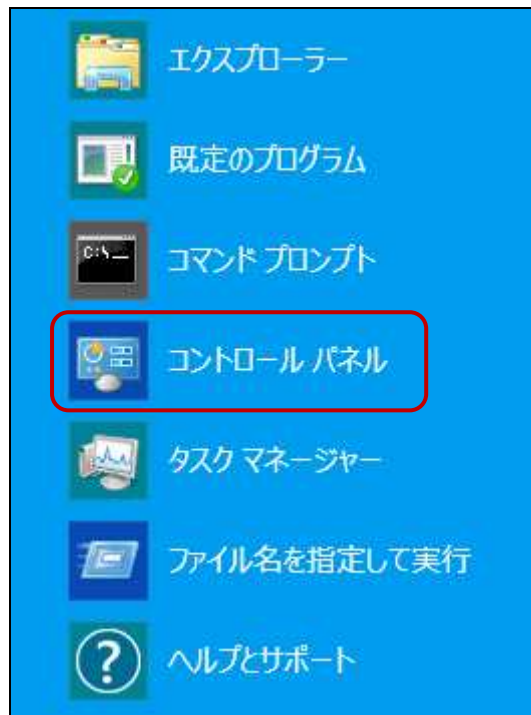 エクスプローラー
既定のプログラム
C:\
コマンド プロンプト
コントロール パネル
タスク マネージャー
ファイル名を指定して実行
ヘルプとサポート